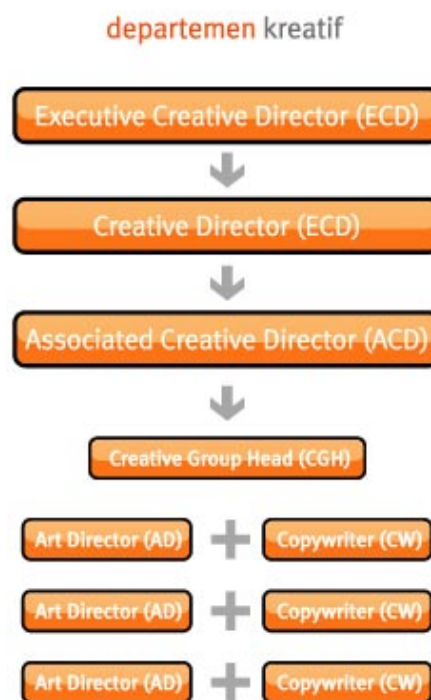 departemen kreatif
Executive Creative Director (ECD)
Creative Director (ECD)
Associated Creative Director (ACD)
Creative Group Head (CGH)
Art Director (AD) + Copywriter (CW)
Art Director (AD) + Copywriter (CW)
Art Director (AD) + Copywriter (CW)